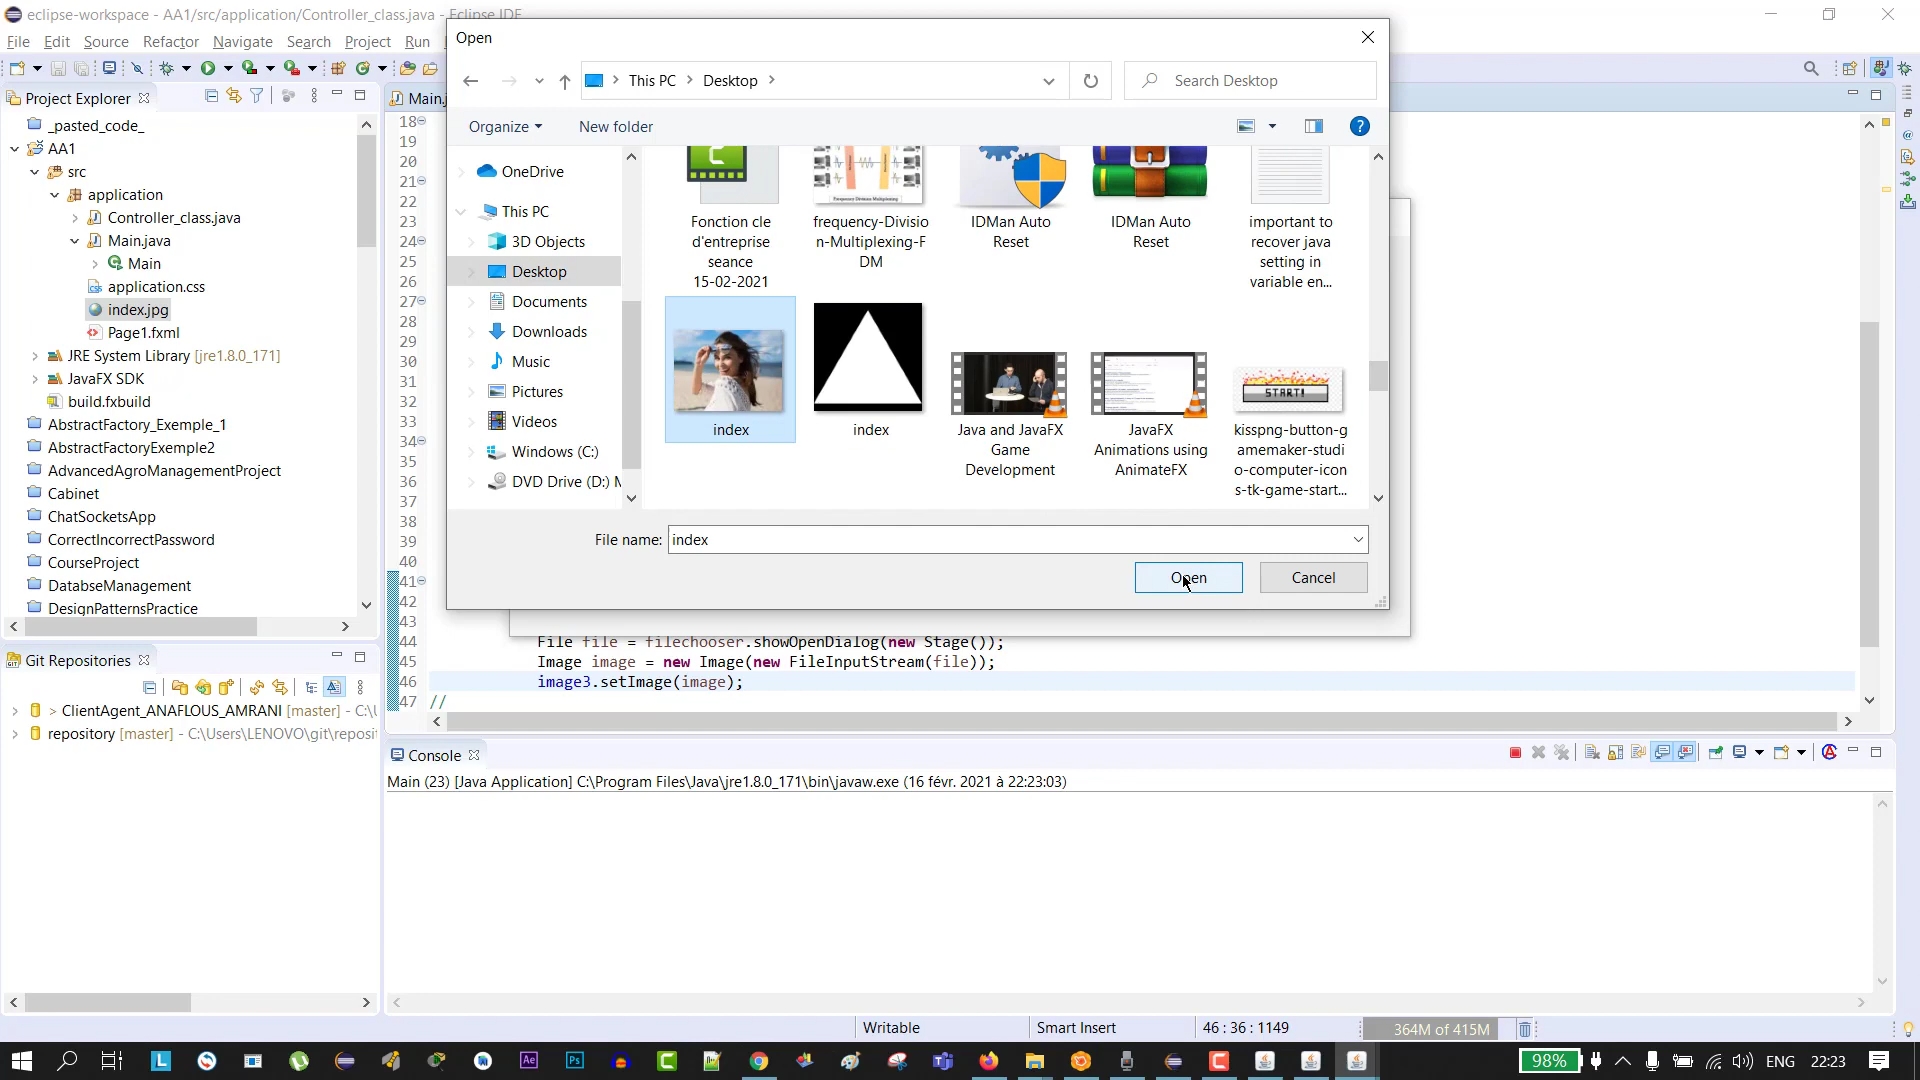 eclipse-workspace - AA1/src/application/Controller_class.java - Eclipse IDE
File Edit Source Refactor Navigate Search Project Run
Open
This PC
Desktop
Search Desktop
Organize
New folder
Project Explorer
_pasted_code_
AA1
src
application
Controller_class.java
Main.java
Main
application.css
index.jpg
Page1.fxml
JRE System Library [jre1.8.0_171]
JavaFX SDK
build.fxbuild
AbstractFactory_Exemple_1
AbstractFactoryExemple2
AdvancedAgroManagementProject
Cabinet
ChatSocketsApp
CorrectIncorrectPassword
CourseProject
DatabseManagement
DesignPatternsPractice
Main.j
18
19
20
21
22
23
24
25
26
27
28
29
30
31
32
33
34
35
36
37
38
39
40
41
42
43
44 File file = filechooser.showOpenDialog(new Stage());
45 Image image = new Image(new FileInputStream(file));
46 image3.setImage(image);
47 //
OneDrive
This PC
3D Objects
Desktop
Documents
Downloads
Music
Pictures
Videos
Windows (C:)
DVD Drive (D:) M
Fonction cle
d'entreprise
seance
15-02-2021
frequency-Divisio
n-Multiplexing-F
DM
IDMan Auto
Reset
IDMan Auto
Reset
important to
recover java
setting in
variable en...
index
index
Java and JavaFX
Game
Development
JavaFX
Animations using
AnimateFX
START!
kisspng-button-g
amemaker-studi
o-computer-icon
s-tk-game-start...
File name: index
Open
Cancel
Git Repositories
> ClientAgent_ANAFLOUS_AMRANI [master] - C:\U
repository [master] - C:\Users\LENOVO\git\reposit
Console
Main (23) [Java Application] C:\Program Files\Java\jre1.8.0_171\bin\javaw.exe (16 févr. 2021 à 22:23:03)
Writable
Smart Insert
46 : 36 : 1149
364M of 415M
98%
ENG
22:23